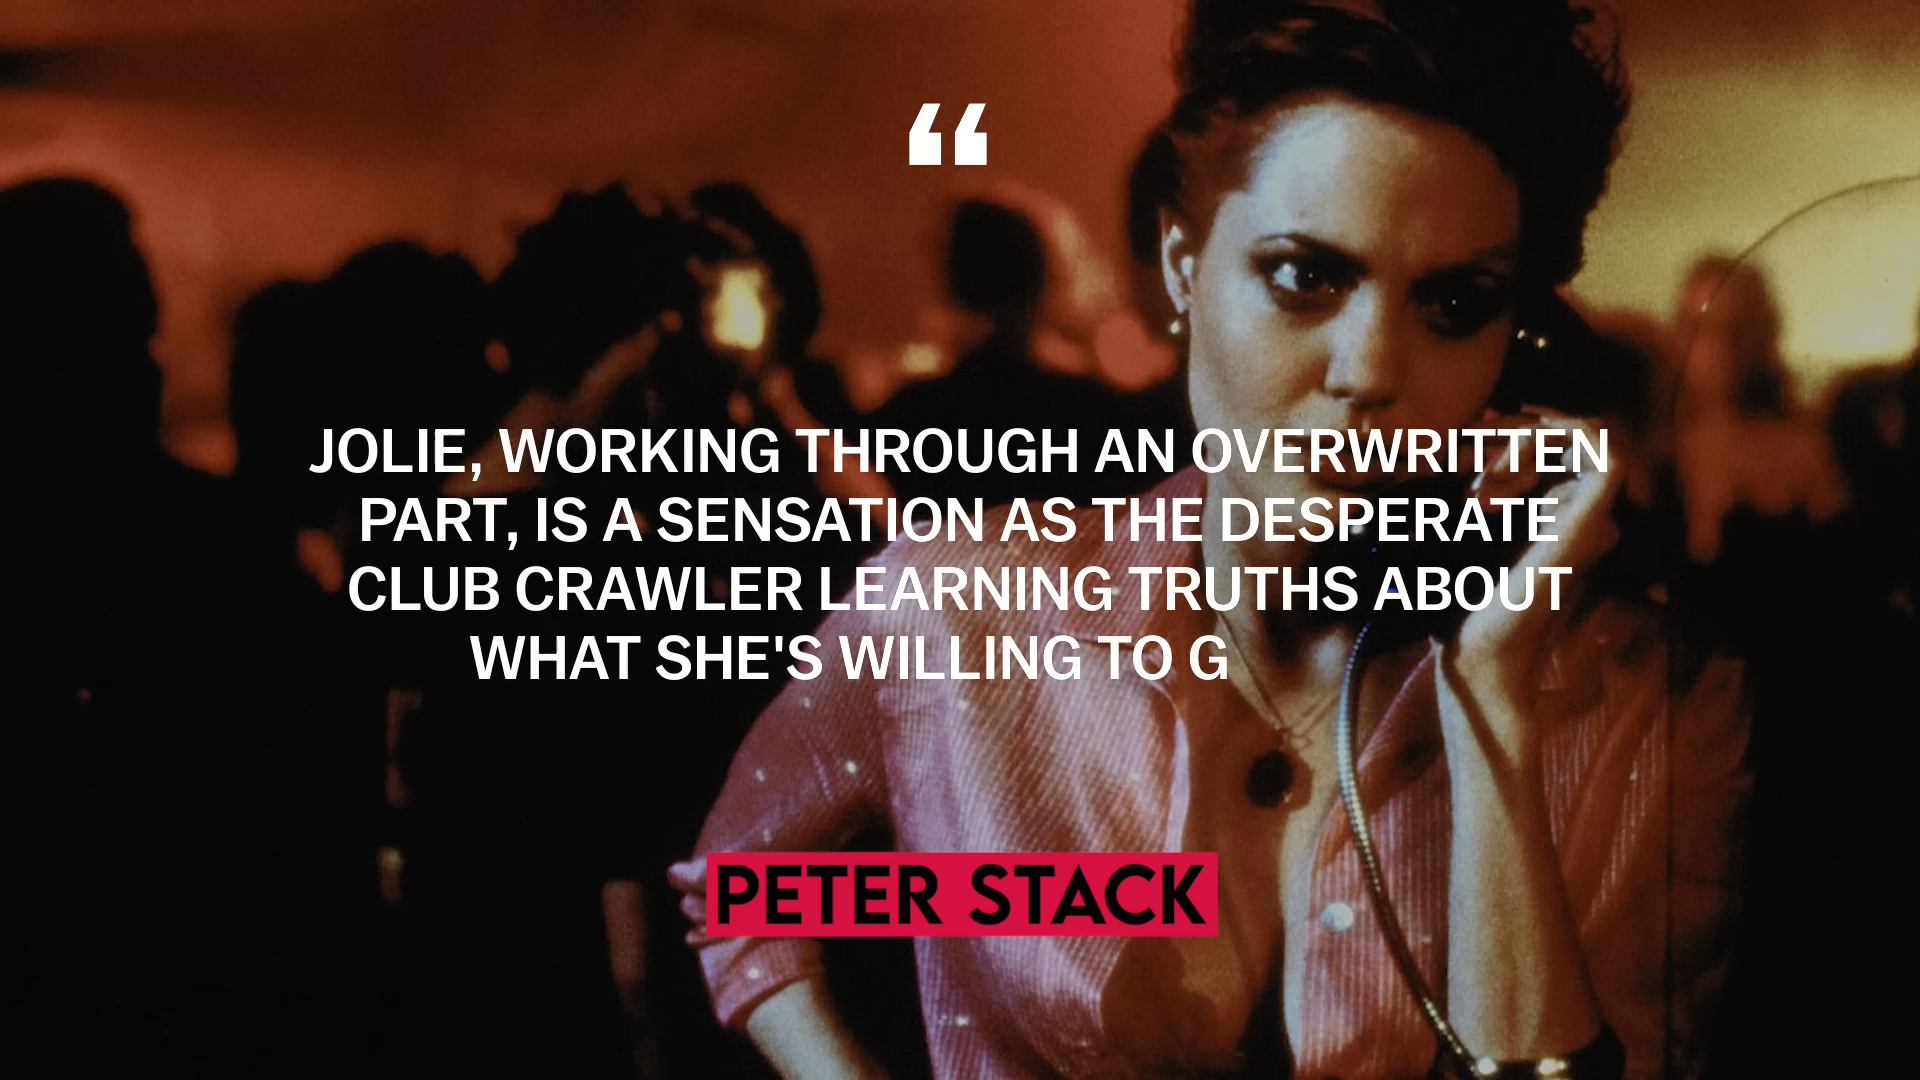 “
JOLIE, WORKING THROUGH AN OVERWRITTEN
PART, IS A SENSATION AS THE DESPERATE
CLUB CRAWLER LEARNING TRUTHS ABOUT
WHAT SHE'S WILLING TO G
PETER STACK